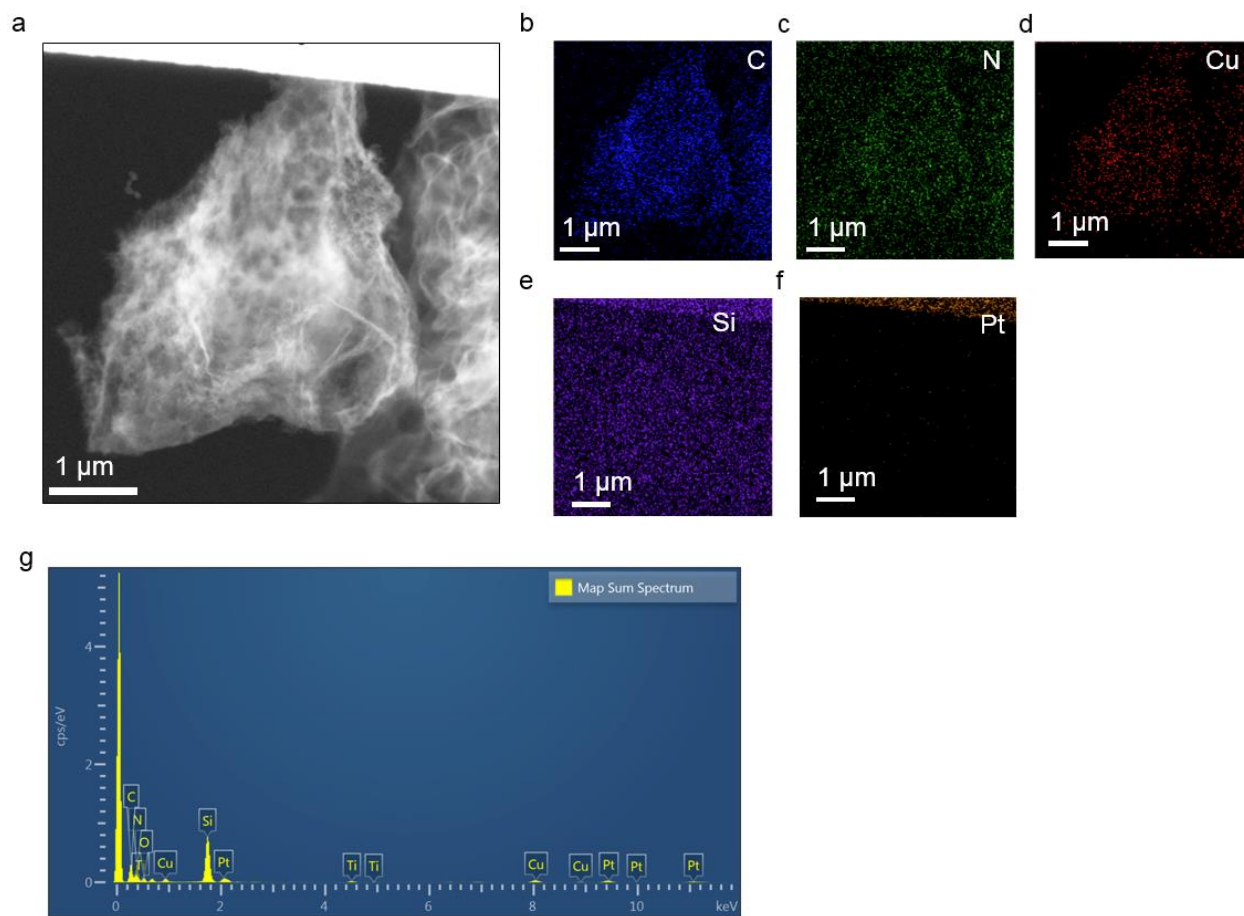 a
1 µm
b
C
1 µm
c
N
1 µm
d
Cu
1 µm
e
Si
1 µm
f
Pt
1 µm
g
Map Sum Spectrum
cps/eV
4
2
0
C
N
O
T
Cu
Si
Pt
Ti
Ti
Cu
Cu
Pt
Pt
Pt
0 2 4 6 8 10 keV